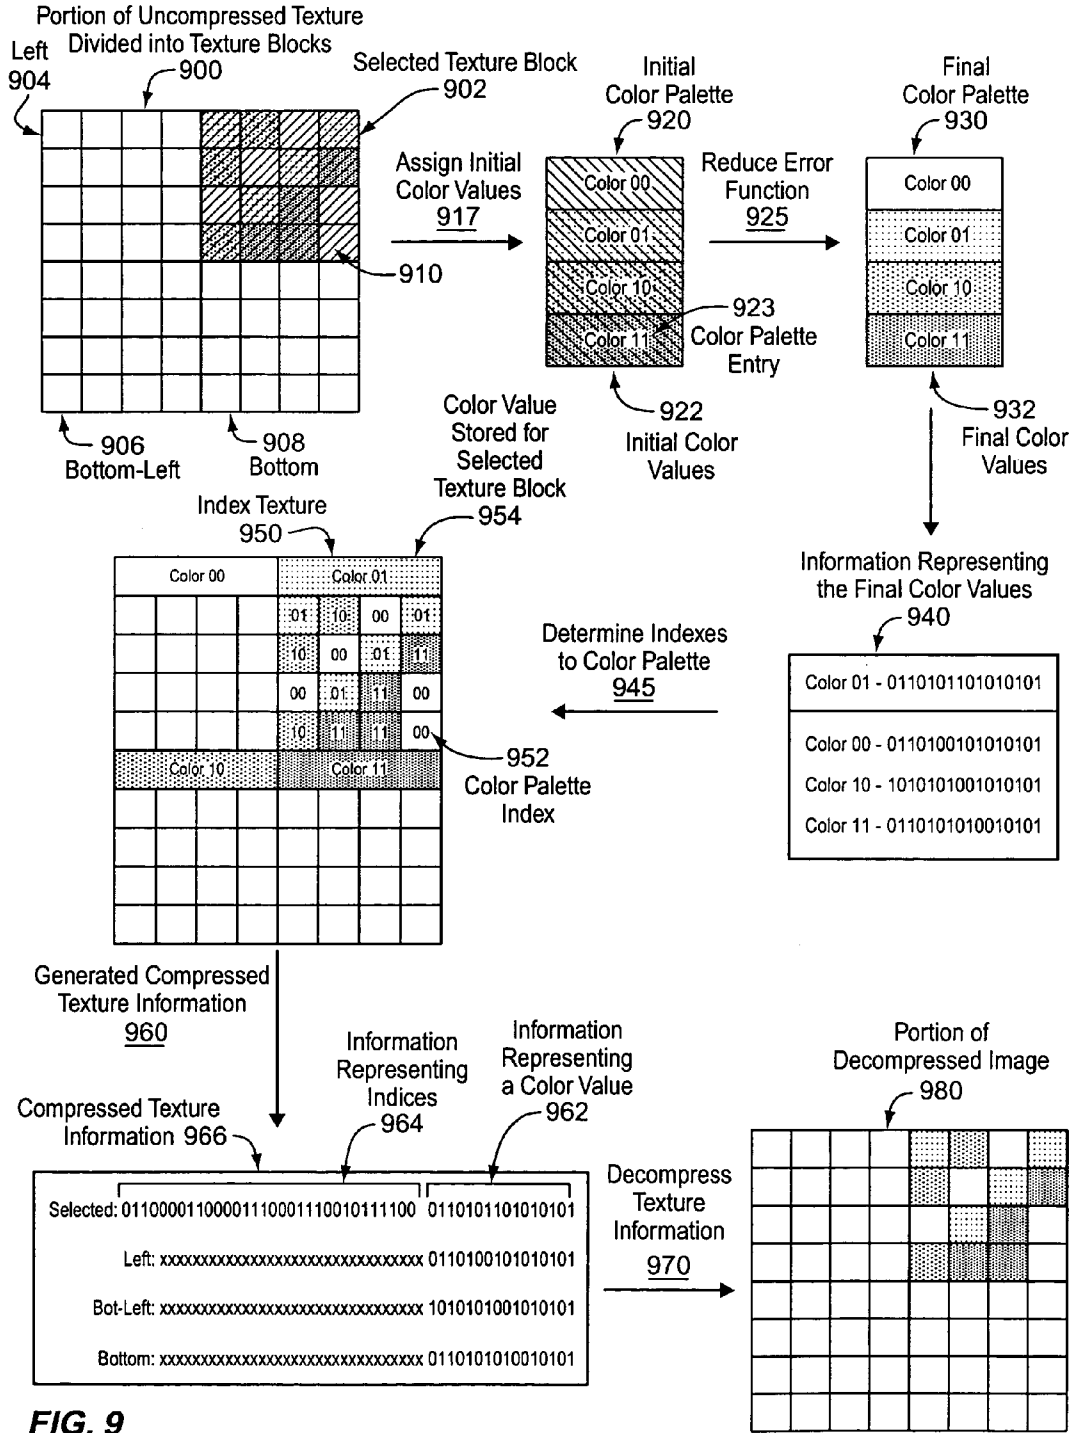 Portion of Uncompressed Texture
Divided into Texture Blocks
900
Left
904
Selected Texture Block
902
910
906
Bottom-Left
908
Bottom
Assign Initial
Color Values
917
Initial
Color Palette
920
Color 00
Color 01
Color 10
Color 11
923
Color Palette
Entry
922
Initial Color
Values
Reduce Error
Function
925
Final
Color Palette
930
Color 00
Color 01
Color 10
Color 11
932
Final Color
Values
Information Representing
the Final Color Values
940
Color 01 - 0110101101010101
Color 00 - 0110100101010101
Color 10 - 1010101001010101
Color 11 - 0110101010010101
Determine Indexes
to Color Palette
945
Index Texture
950
Color Value
Stored for
Selected
Texture Block
954
Color 00 Color 01
01 10 00 01
10 00 01 11
00 01 11 00
10 11 11 00
Color 10 Color 11
952
Color Palette
Index
Generated Compressed
Texture Information
960
Compressed Texture
Information 966
Information
Representing
Indices
964
Information
Representing
a Color Value
962
Selected: 01100001100001110001110010111100 0110101101010101
Left: xxxxxxxxxxxxxxxxxxxxxxxxxxxxxxxx 0110100101010101
Bot-Left: xxxxxxxxxxxxxxxxxxxxxxxxxxxxxxxx 1010101001010101
Bottom: xxxxxxxxxxxxxxxxxxxxxxxxxxxxxxxx 0110101010010101
Decompress
Texture
Information
970
Portion of
Decompressed Image
980
FIG. 9